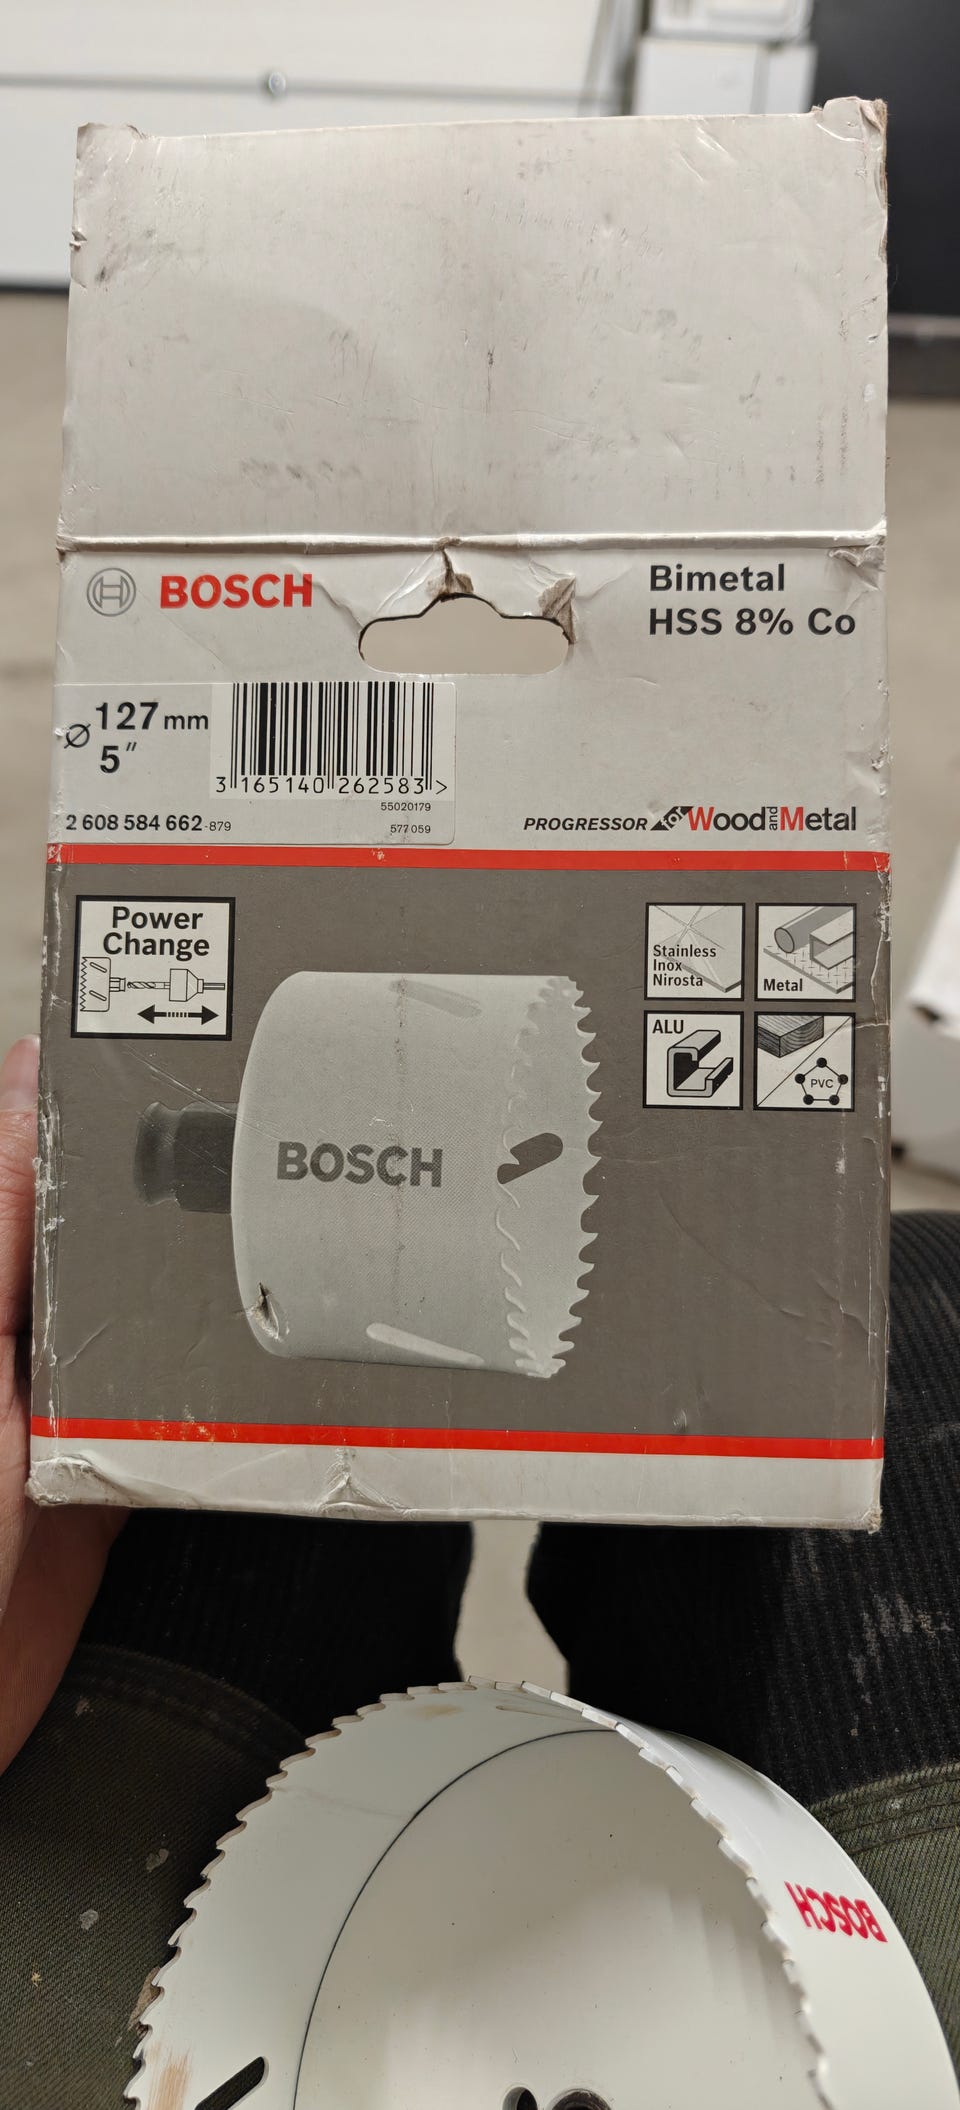 BOSCH
Bimetal
HSS 8% Co
Ø 127 mm
5"
3 165140 262583 >
55020179
2 608 584 662-879
577 059
PROGRESSOR for Wood and Metal
Power
Change
Stainless
Inox
Nirosta
Metal
ALU
PVC
BOSCH
BOSCH